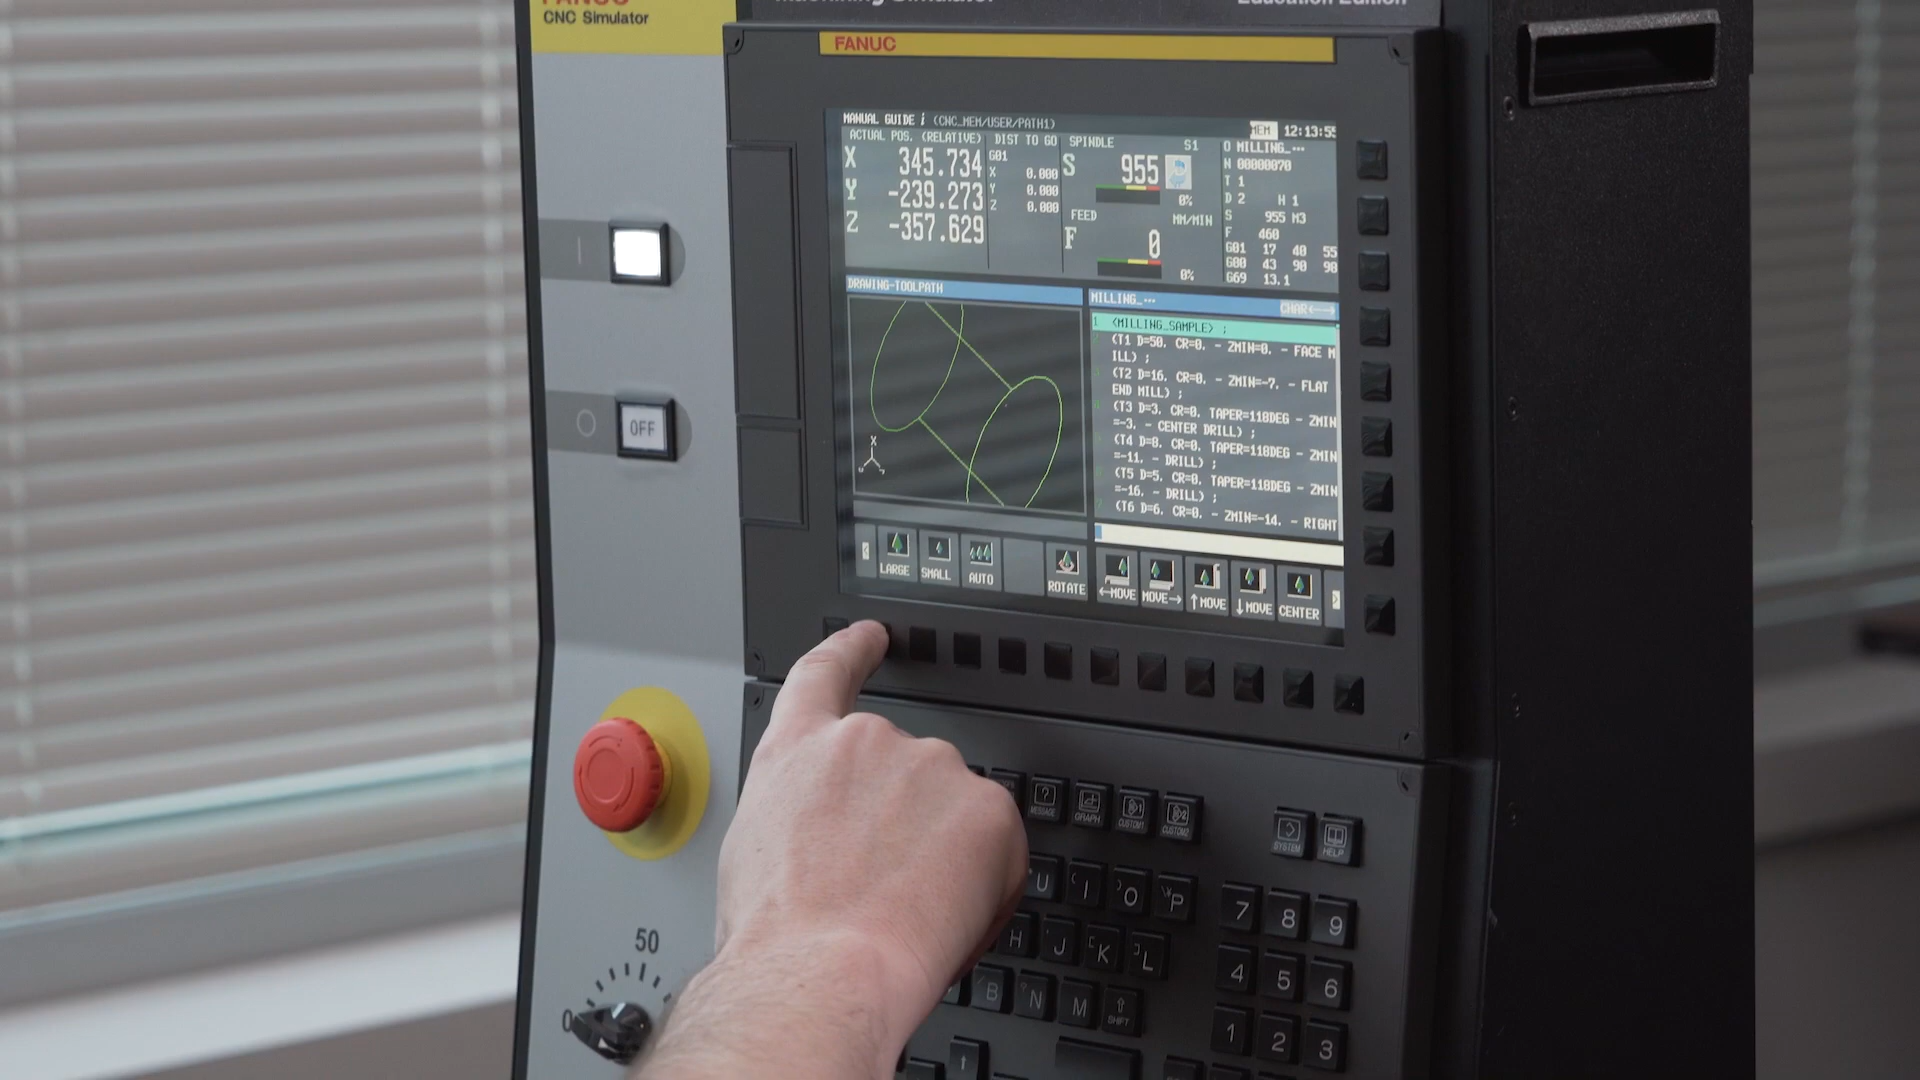 FANUC
CNC Simulator
Machining Simulator
Education Edition
FANUC
MANUAL GUIDE i (CNC_MEM/USER/PATH1)
MEM 12:13:55
ACTUAL POS. (RELATIVE)
X 345.734
Y -239.273
Z -357.629
DIST TO GO
G01
X 0.000
Y 0.000
Z 0.000
SPINDLE S1
S 955
0%
FEED MM/MIN
F 0
0%
O MILLING_...
N 00000070
T 1
D 2 H 1
S 955 M3
F 460
G01 17 40 55
G00 43 90 98
G69 13.1
DRAWING-TOOLPATH
X
MILLING_...
CHAR←→
1 (MILLING_SAMPLE) ;
(T1 D=50. CR=0. - ZMIN=0. - FACE M
ILL) ;
(T2 D=16. CR=0. - ZMIN=-7. - FLAT
END MILL) ;
(T3 D=3. CR=0. TAPER=118DEG - ZMIN
=-3. - CENTER DRILL) ;
(T4 D=8. CR=0. TAPER=118DEG - ZMIN
=-11. - DRILL) ;
(T5 D=5. CR=0. TAPER=118DEG - ZMIN
=-16. - DRILL) ;
(T6 D=6. CR=0. - ZMIN=-14. - RIGHT
< LARGE SMALL AUTO ROTATE ←MOVE MOVE→ ↑MOVE ↓MOVE CENTER >
OFF
? MESSAGE GRAPH CUSTOM1 CUSTOM2
SYSTEM HELP
U I O P
7 8 9
H J K L
4 5 6
B N M SHIFT
1 2 3
50
0